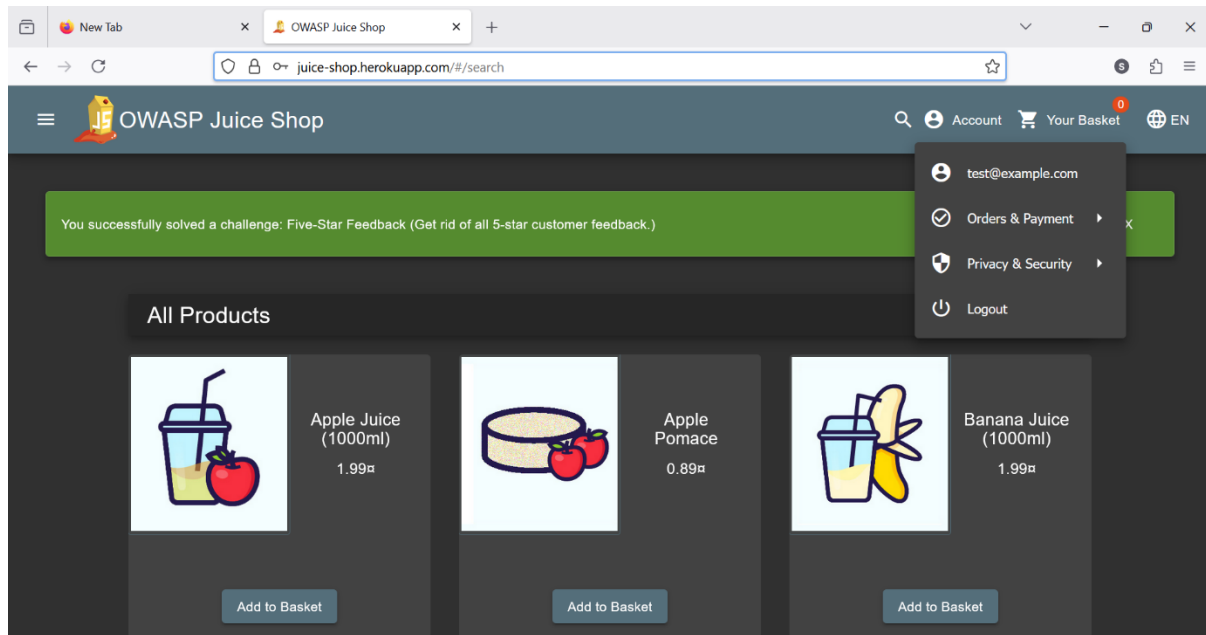 New Tab
OWASP Juice Shop
juice-shop.herokuapp.com/#/search
S
JS
OWASP Juice Shop
Account
0
Your Basket
EN
test@example.com
Orders & Payment
Privacy & Security
Logout
You successfully solved a challenge: Five-Star Feedback (Get rid of all 5-star customer feedback.)
X
All Products
Apple Juice
(1000ml)
1.99¤
Apple
Pomace
0.89¤
Banana Juice
(1000ml)
1.99¤
Add to Basket
Add to Basket
Add to Basket